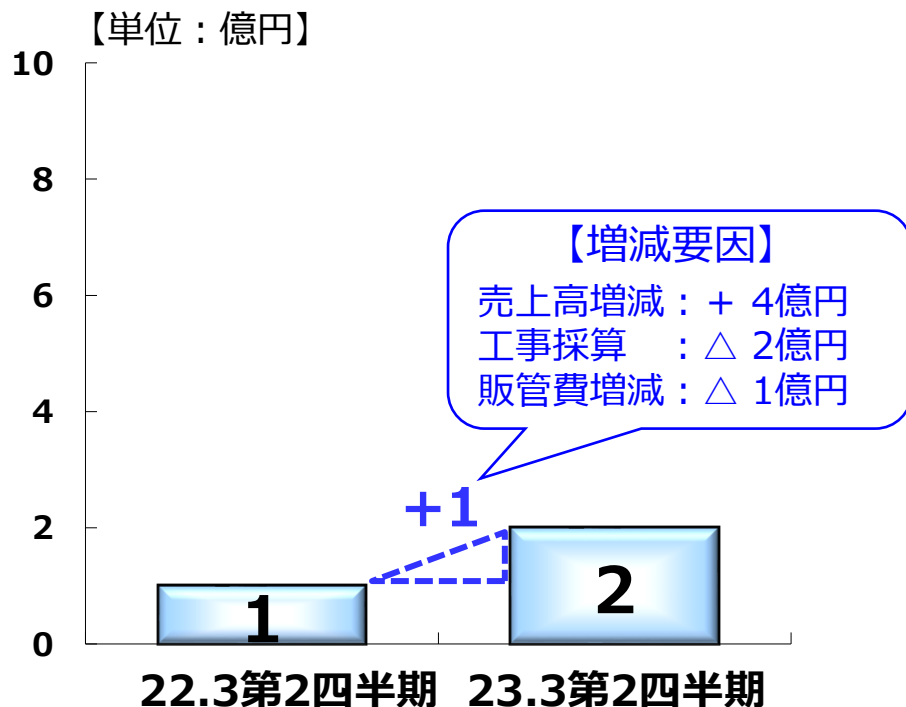 【単位：億円】
10
8
6
4
2
0
【増減要因】
売上高増減：+ 4億円
工事採算　：△ 2億円
販管費増減：△ 1億円
+1
1
2
22.3第2四半期
23.3第2四半期